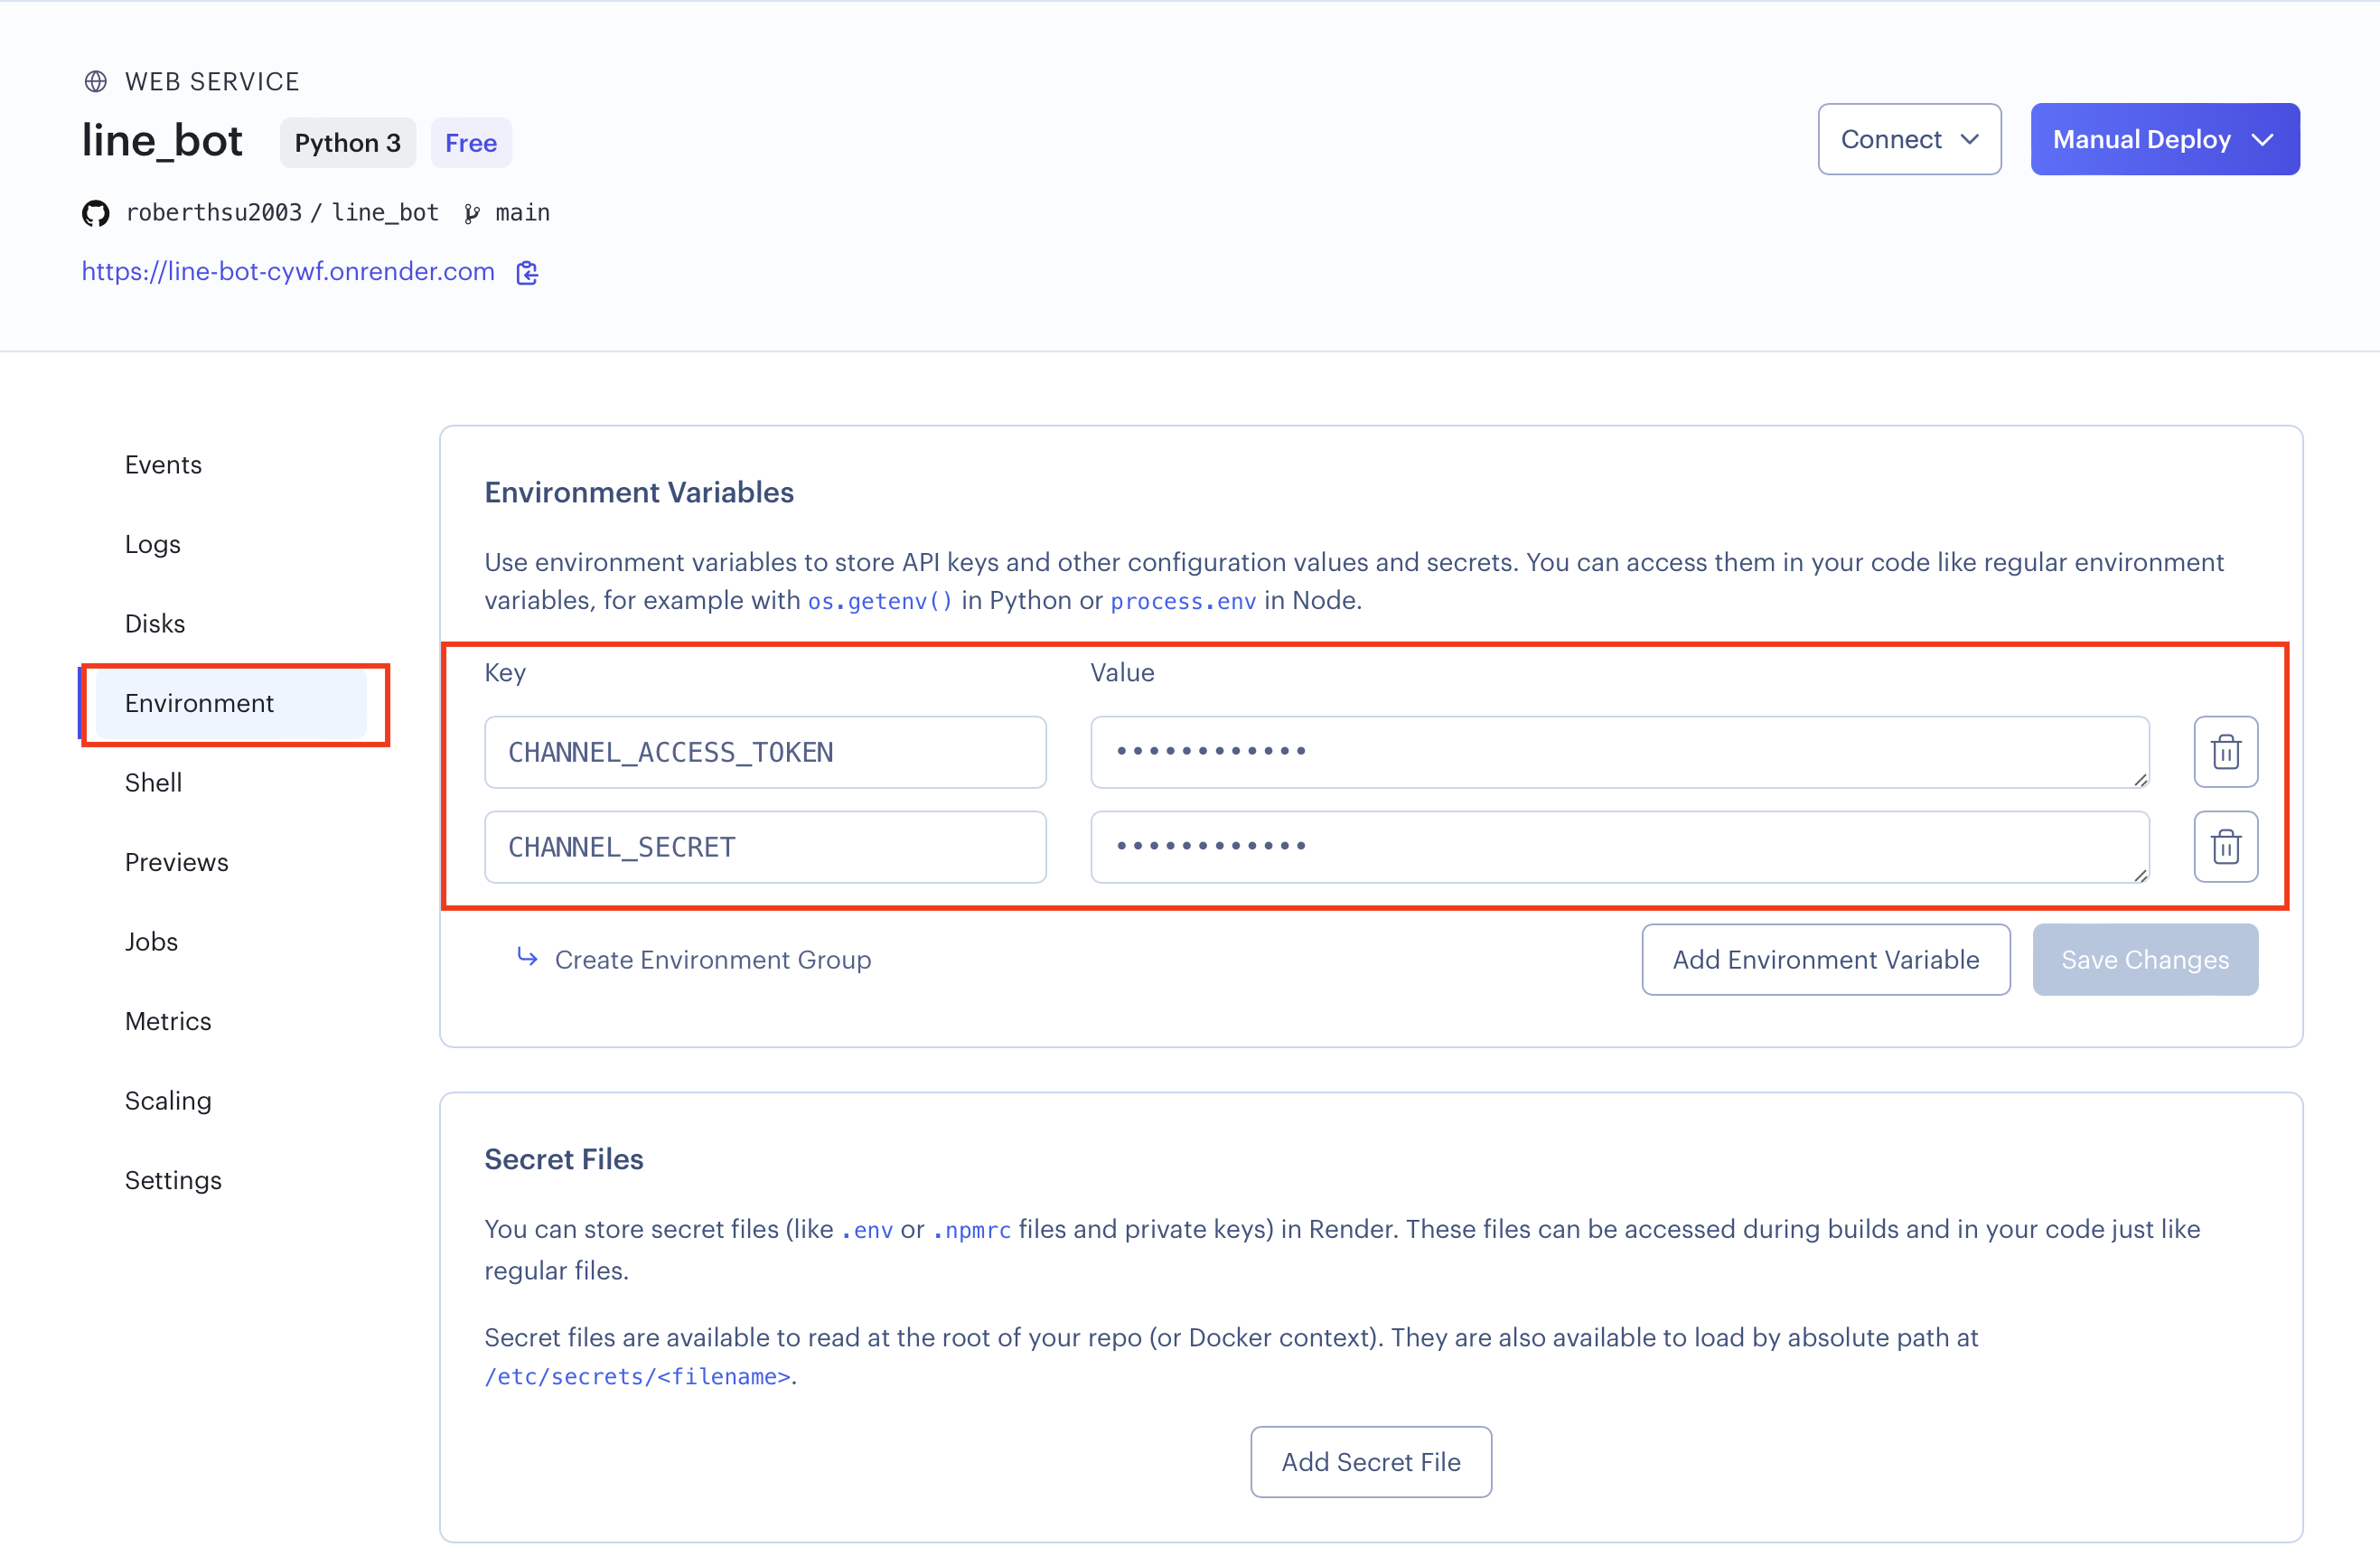 WEB SERVICE
line_bot Python 3 Free
Connect
Manual Deploy
roberthsu2003 / line_bot main
https://line-bot-cywf.onrender.com
Events
Logs
Disks
Environment
Shell
Previews
Jobs
Metrics
Scaling
Settings
Environment Variables
Use environment variables to store API keys and other configuration values and secrets. You can access them in your code like regular environment
variables, for example with os.getenv() in Python or process.env in Node.
Key Value
CHANNEL_ACCESS_TOKEN ••••••••••••
CHANNEL_SECRET ••••••••••••
Create Environment Group
Add Environment Variable
Save Changes
Secret Files
You can store secret files (like .env or .npmrc files and private keys) in Render. These files can be accessed during builds and in your code just like
regular files.
Secret files are available to read at the root of your repo (or Docker context). They are also available to load by absolute path at
/etc/secrets/<filename>.
Add Secret File